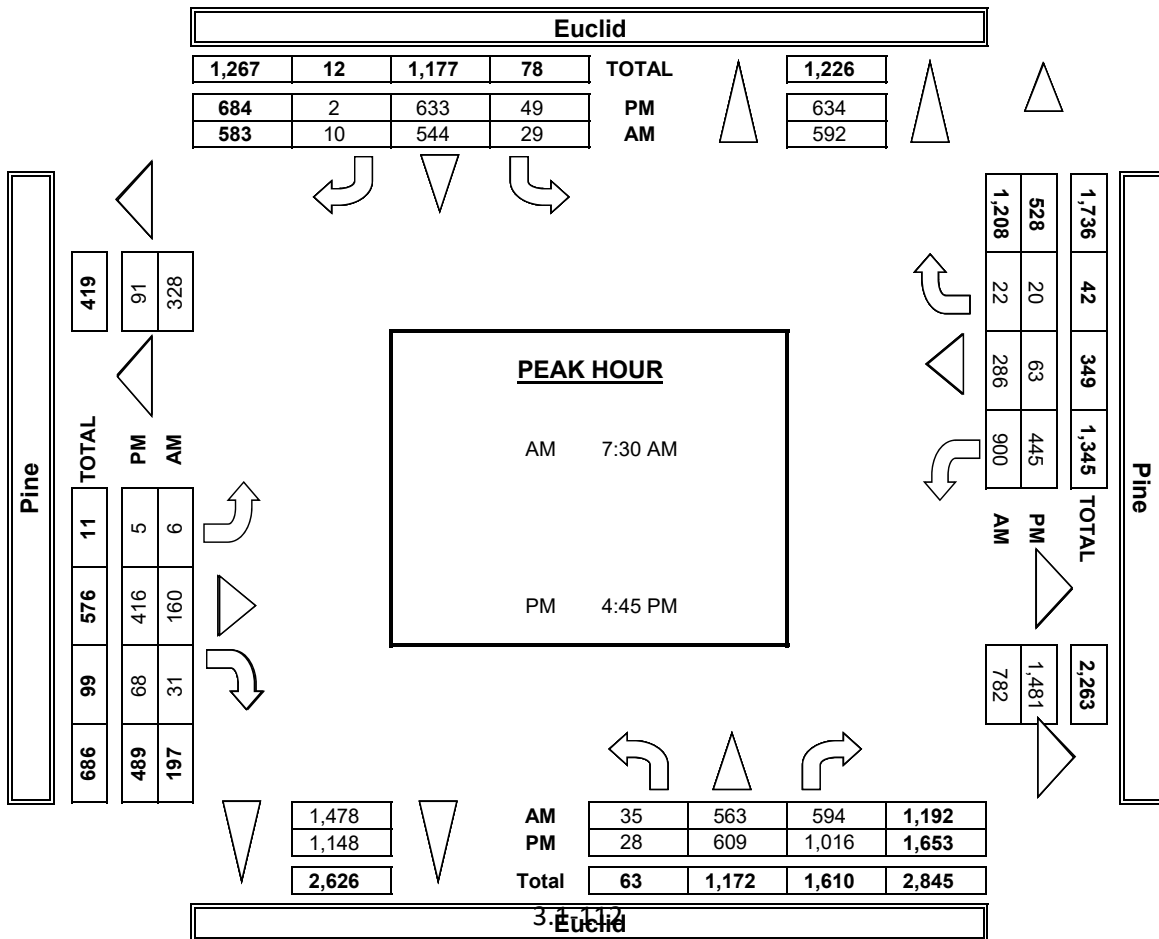 Euclid
1,267 12 1,177 78 TOTAL 1,226
684 2 633 49 PM 634
583 10 544 29 AM 592
Pine
419 91 328
TOTAL PM AM
11 5 6
576 416 160
99 68 31
686 489 197
PEAK HOUR
AM 7:30 AM
PM 4:45 PM
1,736 528 1,208
42 20 22
349 63 286
1,345 445 900
TOTAL PM AM
2,263 1,481 782
Pine
1,478 AM 35 563 594 1,192
1,148 PM 28 609 1,016 1,653
2,626 Total 63 1,172 1,610 2,845
3.1-112
Euclid